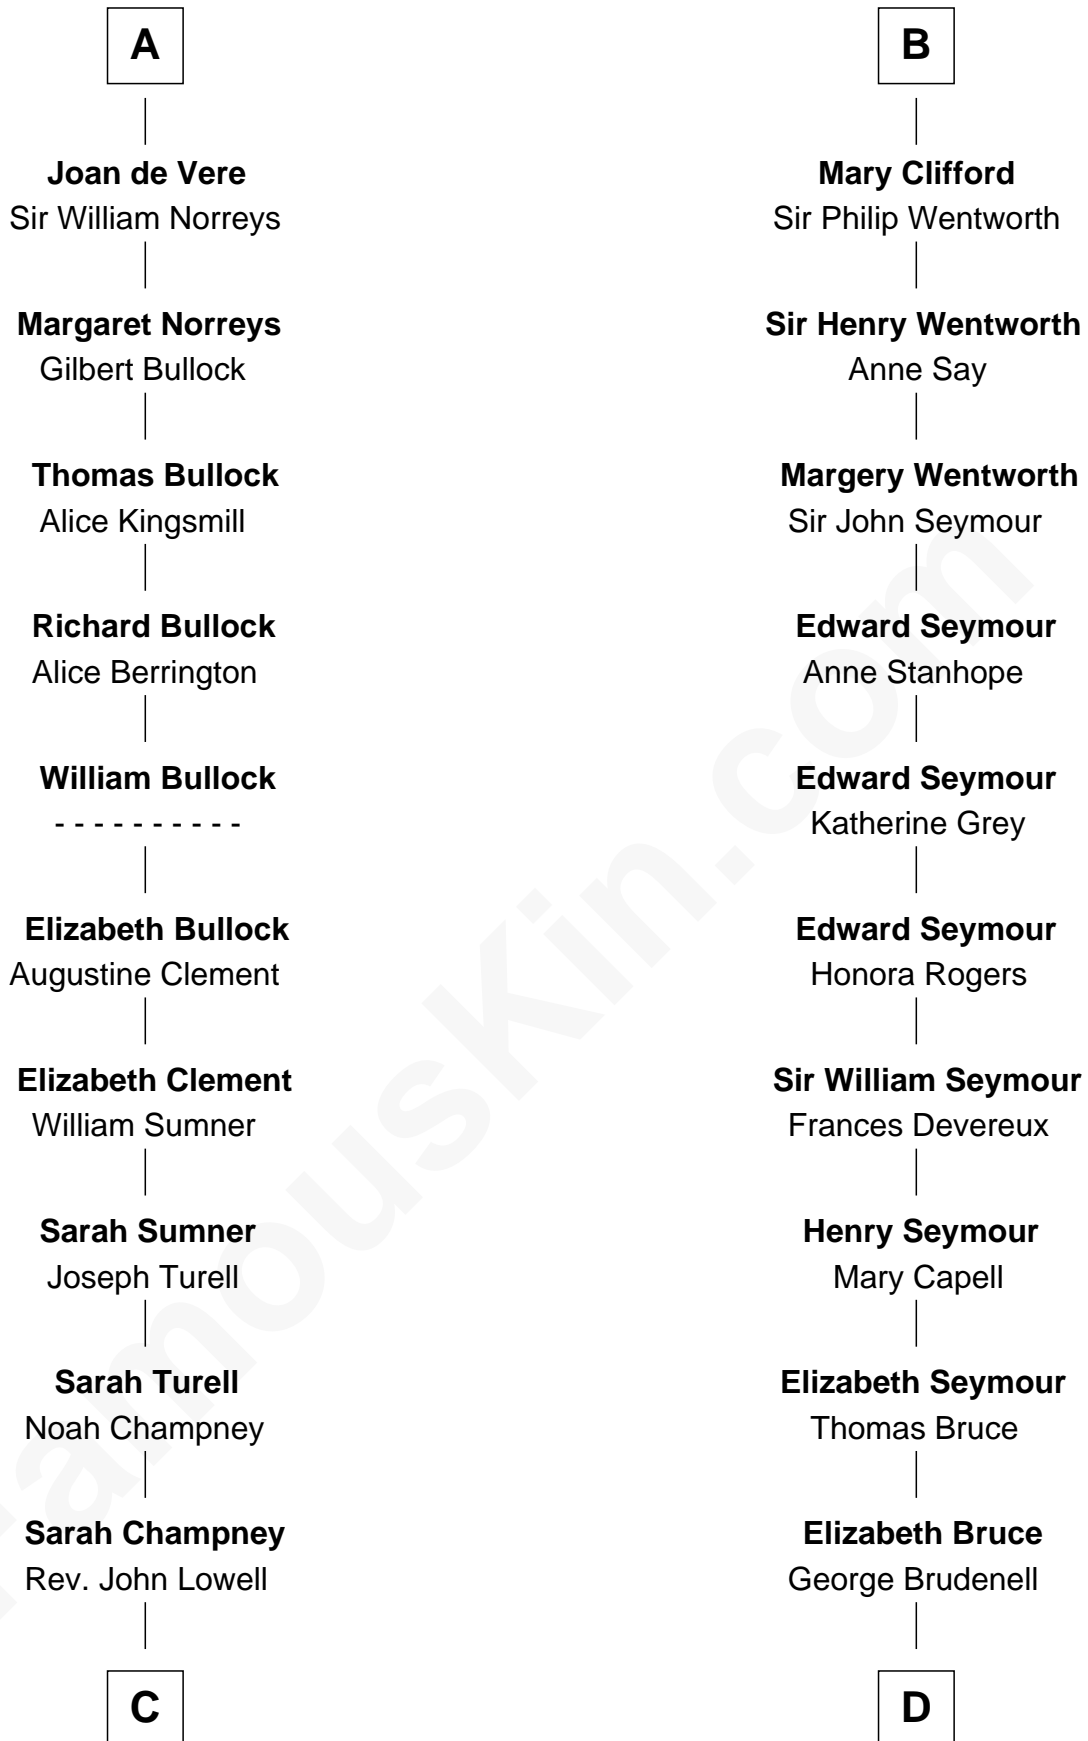 A
Joan de Vere
Sir William Norreys
Margaret Norreys
Gilbert Bullock
Thomas Bullock
Alice Kingsmill
Richard Bullock
Alice Berrington
William Bullock
- - - - - - - - - -
Elizabeth Bullock
Augustine Clement
Elizabeth Clement
William Sumner
Sarah Sumner
Joseph Turell
Sarah Turell
Noah Champney
Sarah Champney
Rev. John Lowell
C
B
Mary Clifford
Sir Philip Wentworth
Sir Henry Wentworth
Anne Say
Margery Wentworth
Sir John Seymour
Edward Seymour
Anne Stanhope
Edward Seymour
Katherine Grey
Edward Seymour
Honora Rogers
Sir William Seymour
Frances Devereux
Henry Seymour
Mary Capell
Elizabeth Seymour
Thomas Bruce
Elizabeth Bruce
George Brudenell
D
FamousKin.com